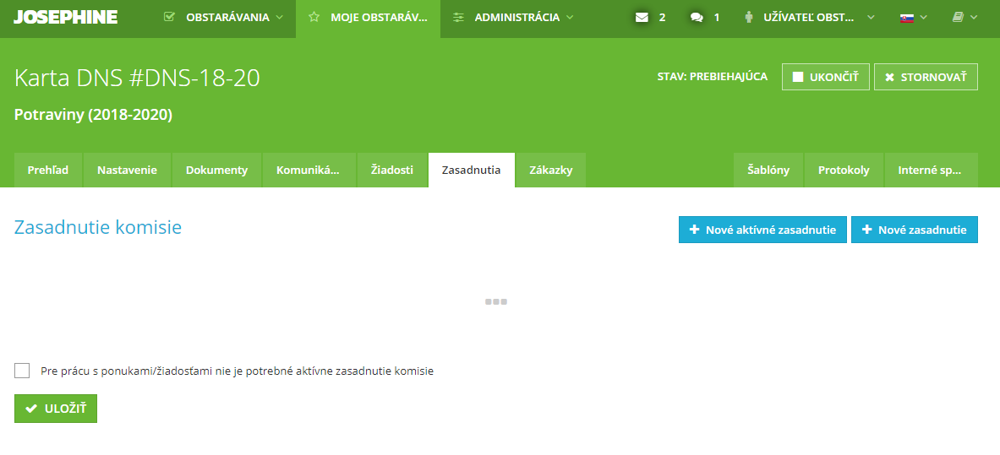 JOSEPHINE OBSTARÁVANIA MOJE OBSTARÁV... ADMINISTRÁCIA 2 1 UŽÍVATEĽ OBST...
Karta DNS #DNS-18-20
STAV: PREBIEHAJÚCA UKONČIŤ STORNOVAŤ
Potraviny (2018-2020)
Prehľad Nastavenie Dokumenty Komuniká... Žiadosti Zasadnutia Zákazky Šablóny Protokoly Interné sp...
Zasadnutie komisie Nové aktívné zasadnutie Nové zasadnutie
Pre prácu s ponukami/žiadosťami nie je potrebné aktívne zasadnutie komisie
ULOŽIŤ